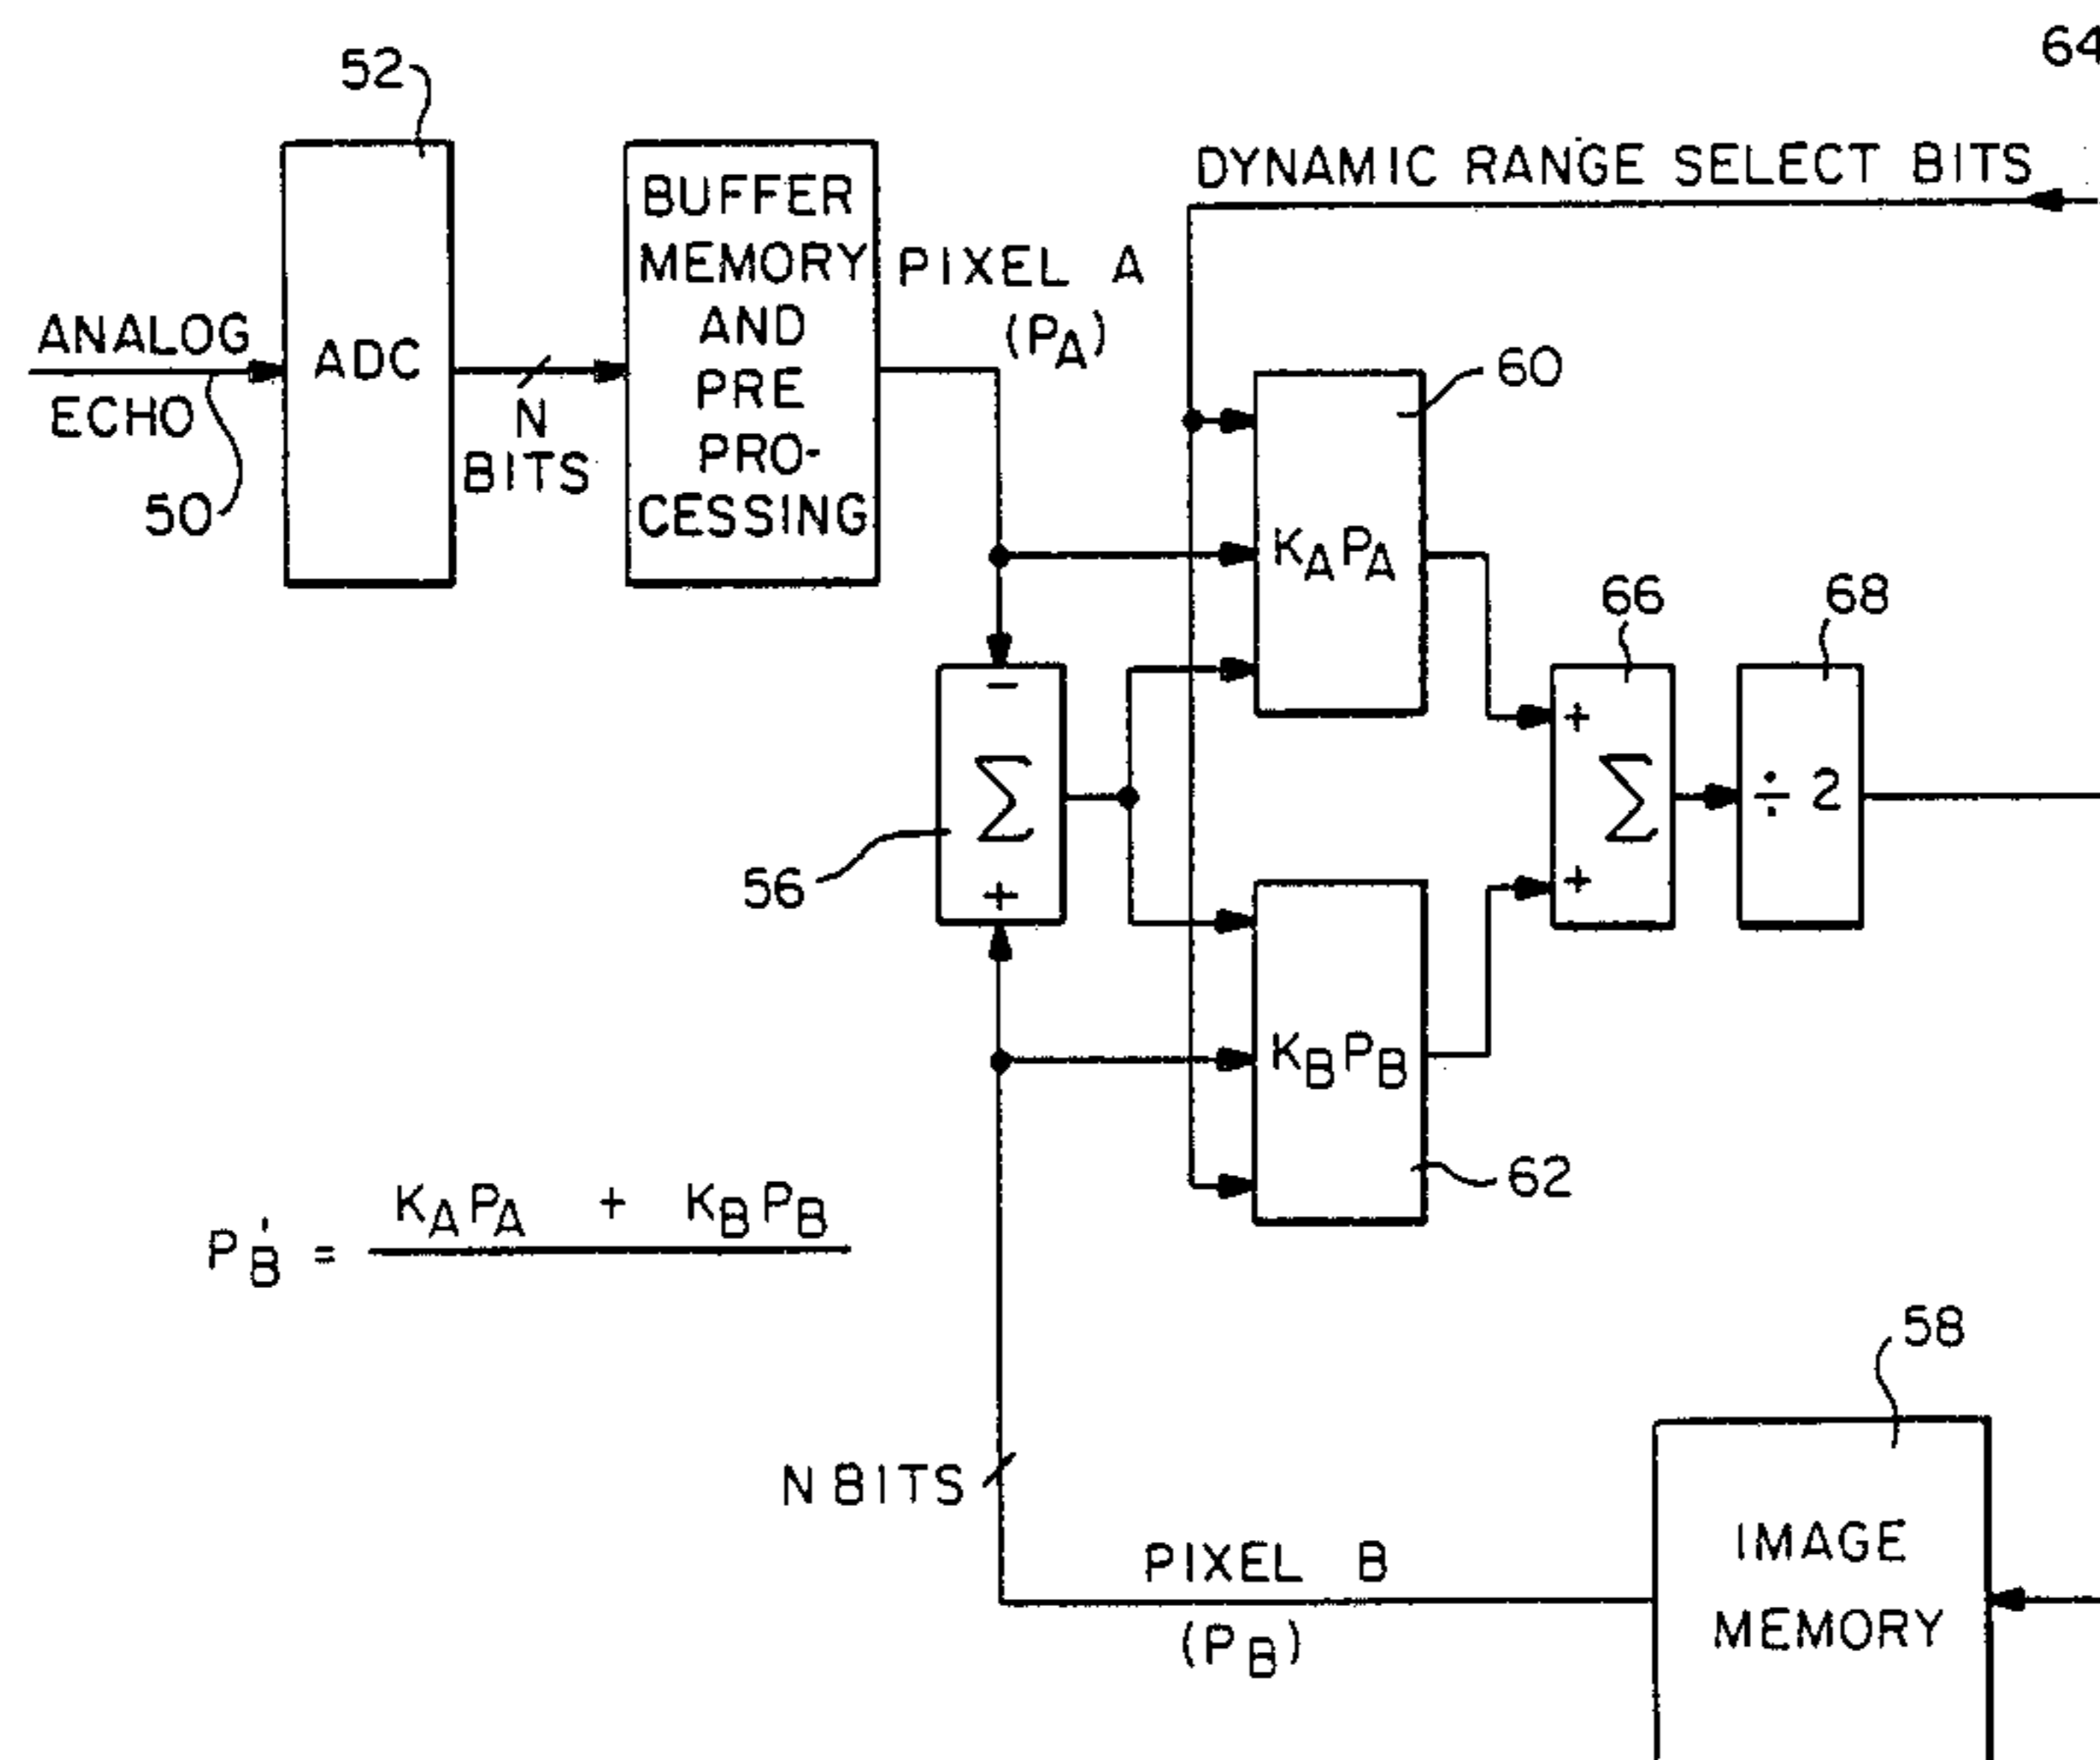 52
64
DYNAMIC RANGE SELECT BITS
BUFFER
MEMORY
AND
PRE
PRO-
CESSING
PIXEL A
(PA)
ANALOG
ECHO
50
ADC
N
BITS
60
KAPA
66
68
−
Σ
+
56
+
Σ
+
÷ 2
KBPB
62
PB' = KAPA + KBPB
58
N BITS
PIXEL B
(PB)
IMAGE
MEMORY